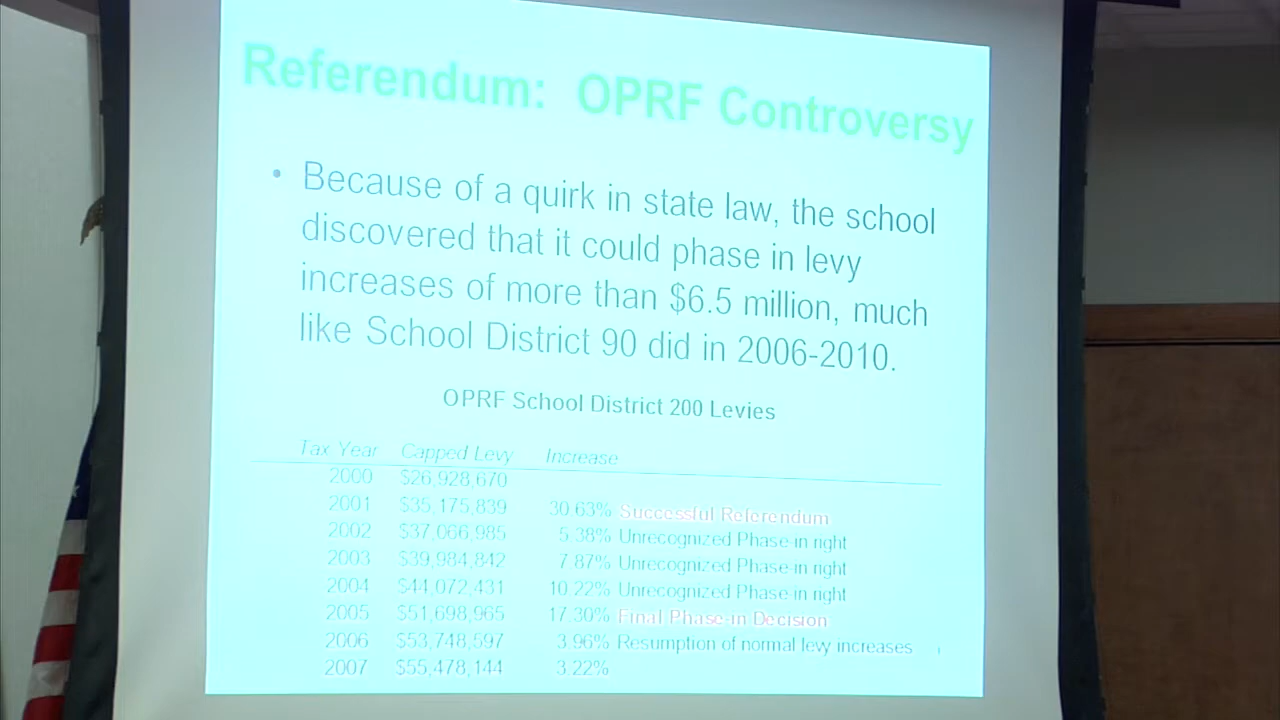 Referendum: OPRF Controversy
• Because of a quirk in state law, the school
discovered that it could phase in levy
increases of more than $6.5 million, much
like School District 90 did in 2006-2010.
OPRF School District 200 Levies
Tax Year Capped Levy Increase
2000 $26,928,670
2001 $35,175,839 30.63% Successful Referendum
2002 $37,066,985 5.38% Unrecognized Phase-in right
2003 $39,984,842 7.87% Unrecognized Phase-in right
2004 $44,072,431 10.22% Unrecognized Phase-in right
2005 $51,698,965 17.30% Final Phase-in Decision
2006 $53,748,597 3.96% Resumption of normal levy increases
2007 $55,478,144 3.22%